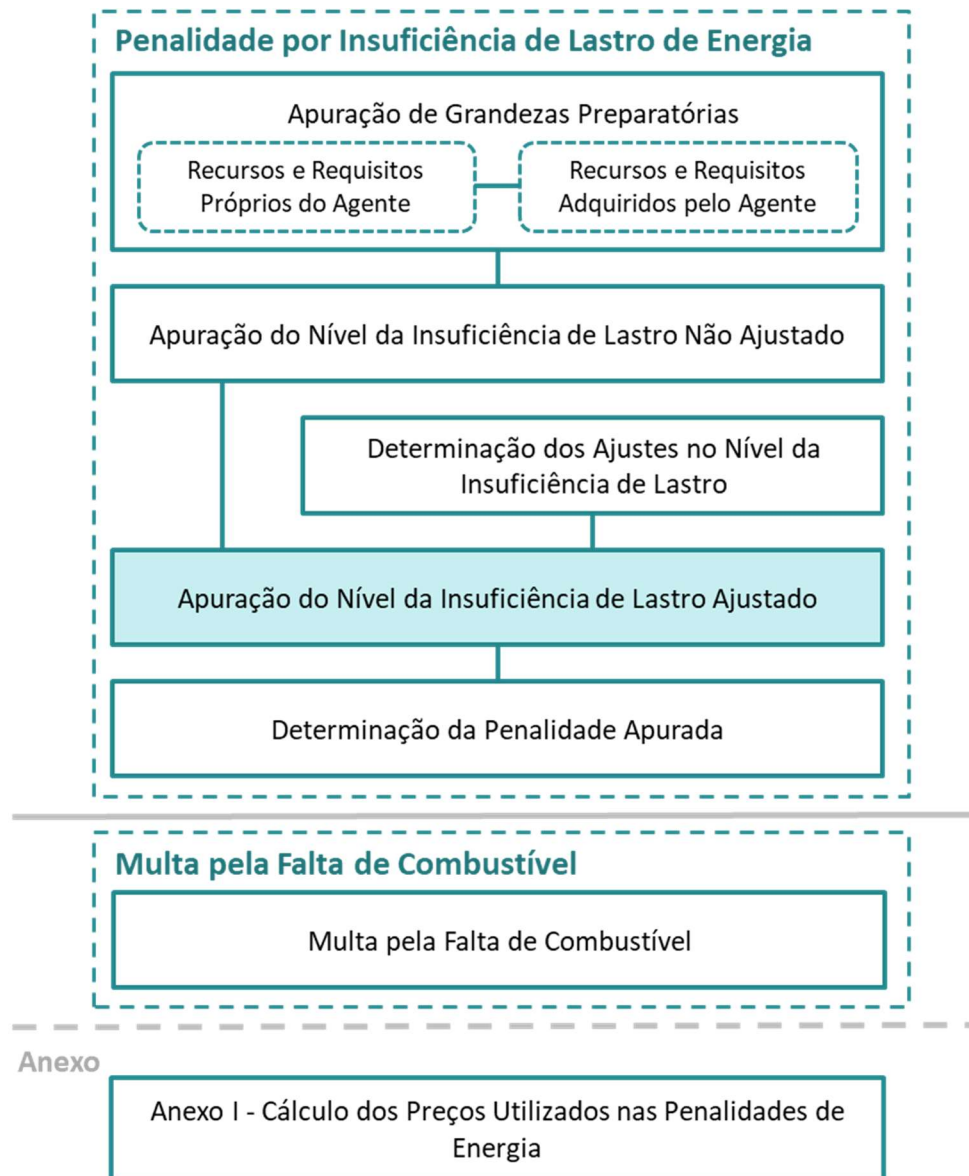 Penalidade por Insuficiência de Lastro de Energia
Apuração de Grandezas Preparatórias
Recursos e Requisitos
Próprios do Agente
Recursos e Requisitos
Adquiridos pelo Agente
Apuração do Nível da Insuficiência de Lastro Não Ajustado
Determinação dos Ajustes no Nível da
Insuficiência de Lastro
Apuração do Nível da Insuficiência de Lastro Ajustado
Determinação da Penalidade Apurada
Multa pela Falta de Combustível
Multa pela Falta de Combustível
Anexo
Anexo I - Cálculo dos Preços Utilizados nas Penalidades de
Energia